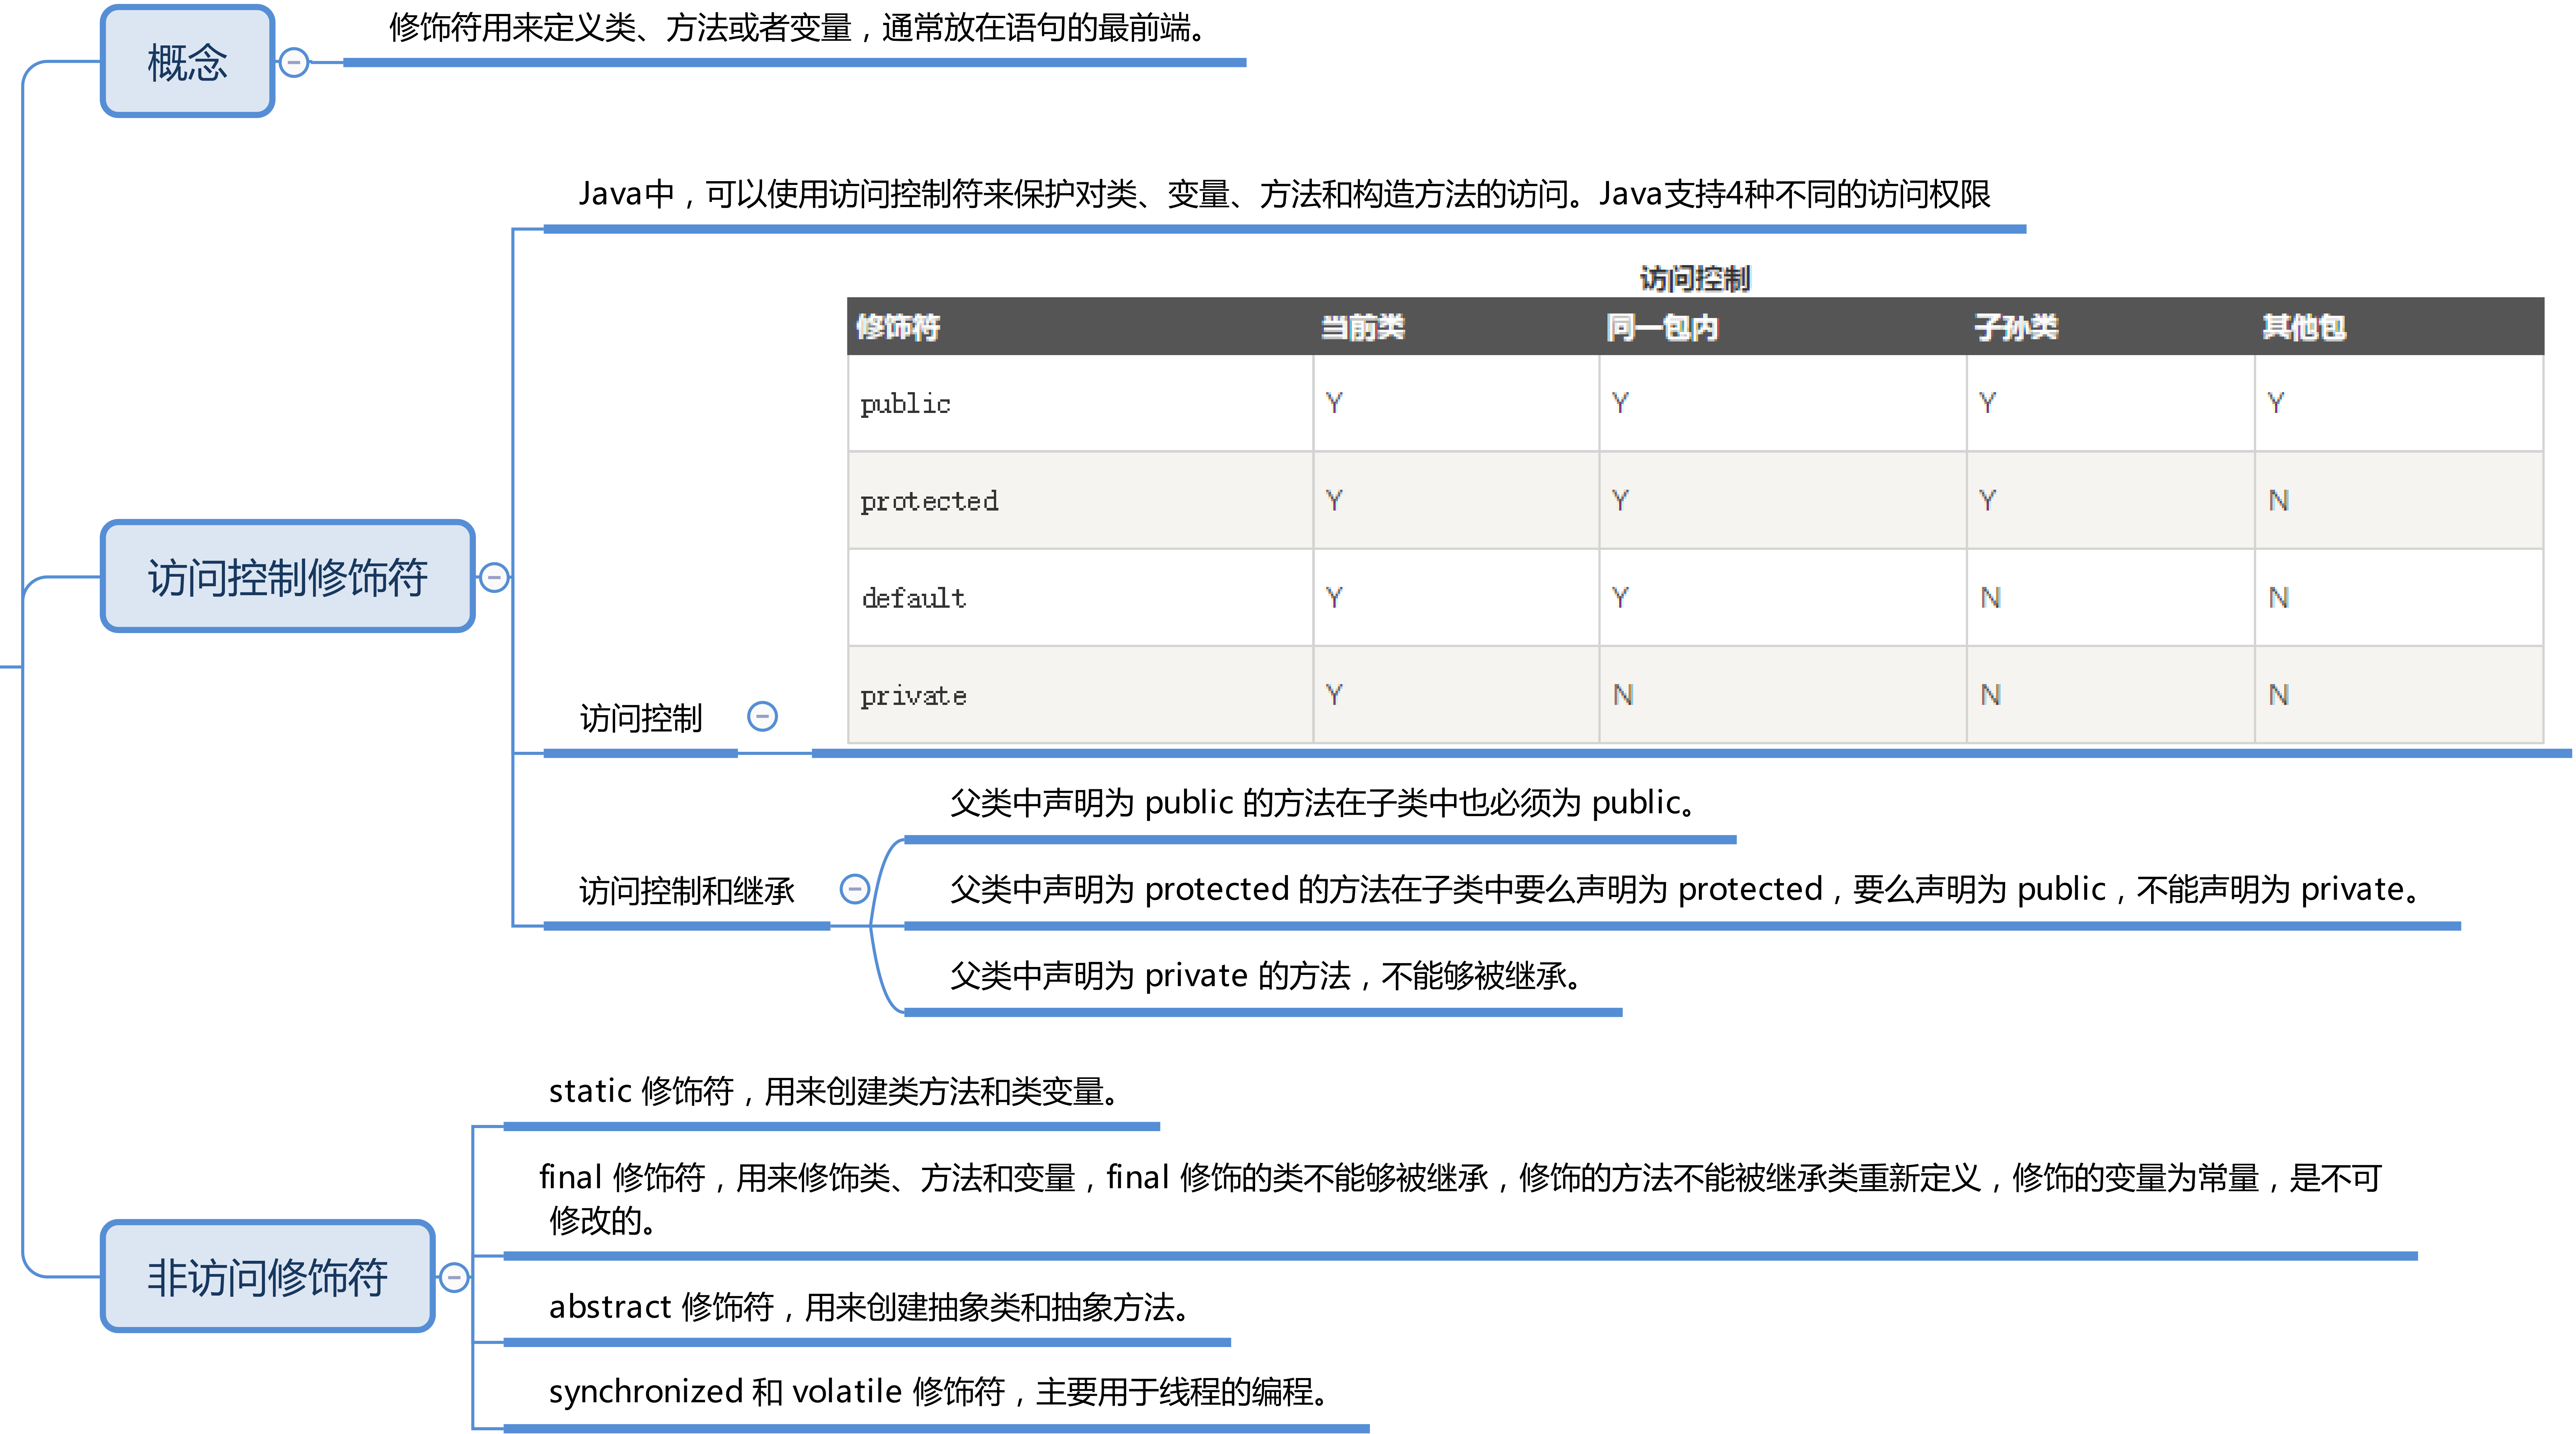 概念
修饰符用来定义类、方法或者变量，通常放在语句的最前端。
访问控制修饰符
Java中，可以使用访问控制符来保护对类、变量、方法和构造方法的访问。Java支持4种不同的访问权限
访问控制
访问控制
修饰符 当前类 同一包内 子孙类 其他包
public Y Y Y Y
protected Y Y Y N
default Y Y N N
private Y N N N
访问控制和继承
父类中声明为 public 的方法在子类中也必须为 public。
父类中声明为 protected 的方法在子类中要么声明为 protected，要么声明为 public，不能声明为 private。
父类中声明为 private 的方法，不能够被继承。
非访问修饰符
static 修饰符，用来创建类方法和类变量。
final 修饰符，用来修饰类、方法和变量，final 修饰的类不能够被继承，修饰的方法不能被继承类重新定义，修饰的变量为常量，是不可
修改的。
abstract 修饰符，用来创建抽象类和抽象方法。
synchronized 和 volatile 修饰符，主要用于线程的编程。